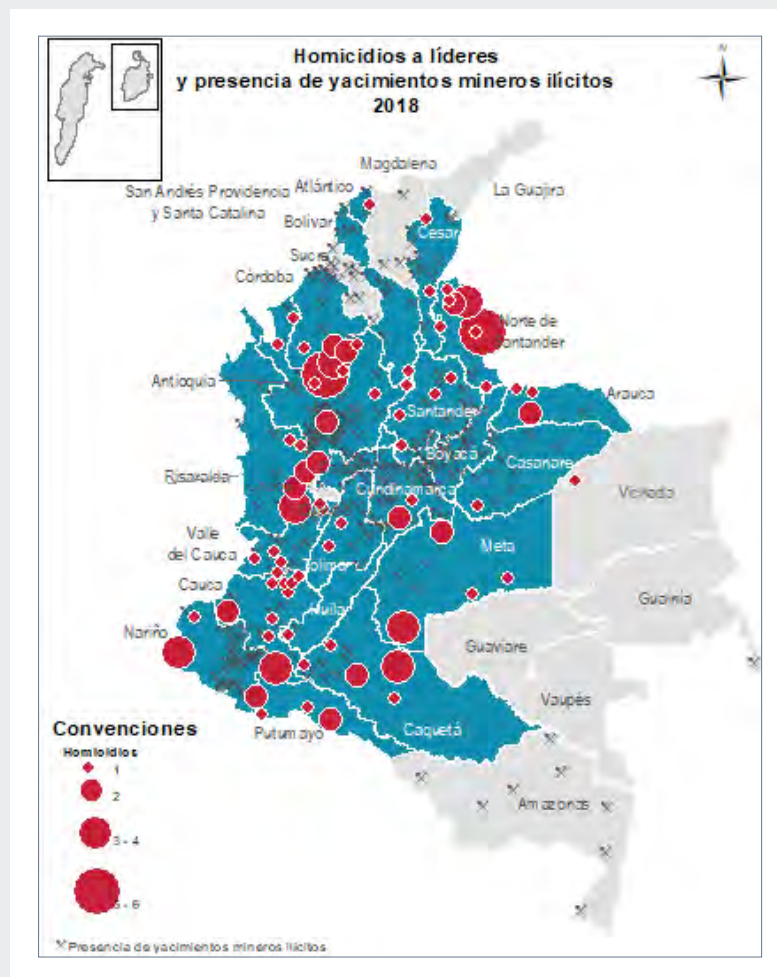 Homicidios a líderes
y presencia de yacimientos mineros ilícitos
2018
N
Magdalena
San Andrés Providencia
y Santa Catalina
Atlántico
La Guajira
Bolívar
Cesar
Sucre
Córdoba
Norte de
Santander
Antioquia
Arauca
Santander
Boyacá
Risaralda
Casanare
Cundinamarca
Vichada
Valle
del Cauca
Meta
Tolima
Cauca
Guainía
Huila
Nariño
Guaviare
Vaupés
Convenciones
Putumayo
Caquetá
Homicidios
1
2
Amazonas
3 - 4
5 - 6
Presencia de yacimientos mineros ilícitos